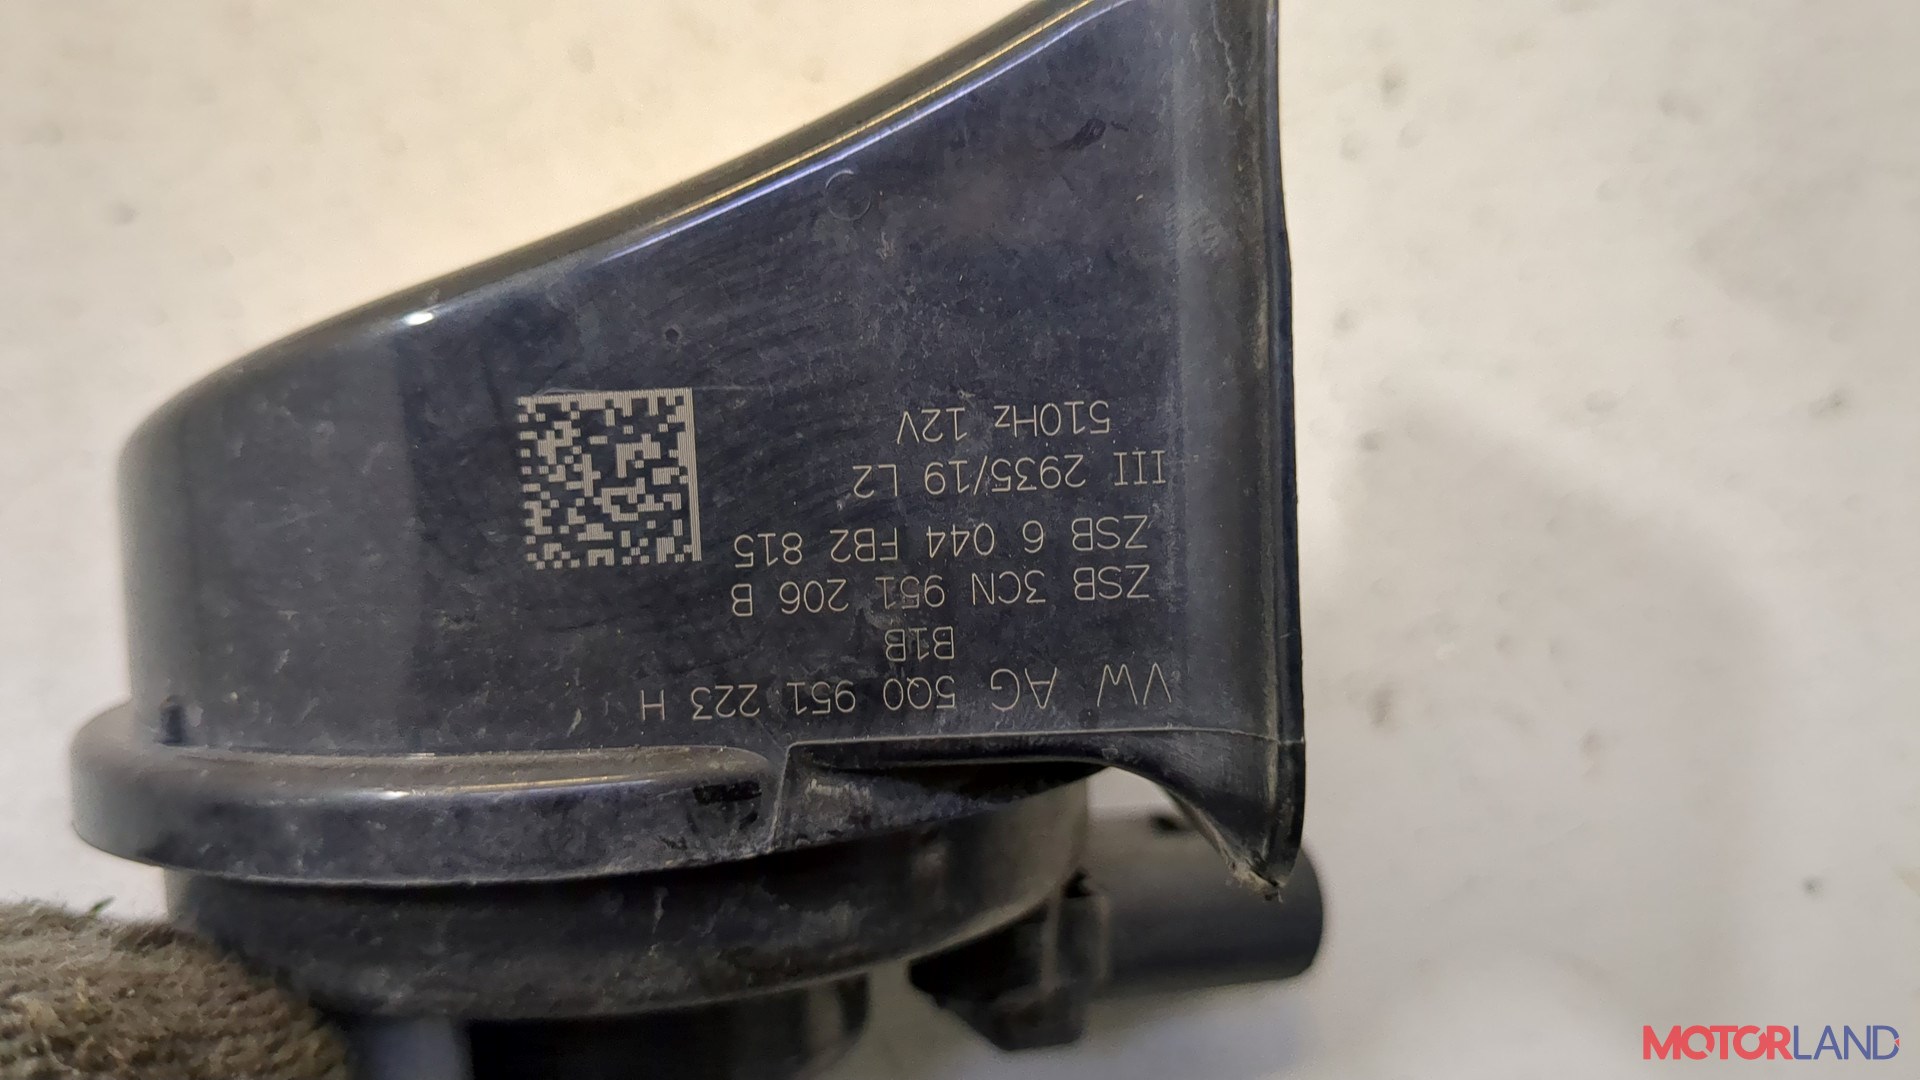 VW AG 5Q0 951 223 H
B1B
ZSB 3CN 951 206 B
ZSB 6 044 FB2 815
III 2935/19 L2
510Hz 12V
MOTORLAND